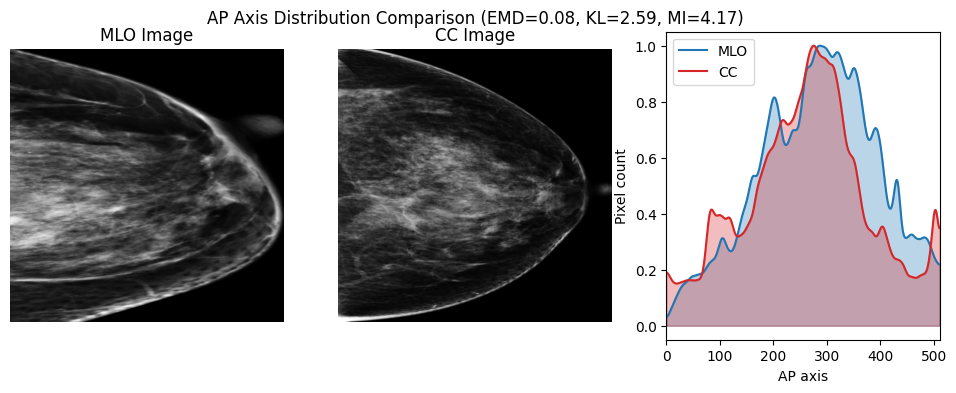 AP Axis Distribution Comparison (EMD=0.08, KL=2.59, MI=4.17)
MLO Image
CC Image
MLO
CC
1.0
0.8
0.6
0.4
0.2
0.0
Pixel count
0
100
200
300
400
500
AP axis